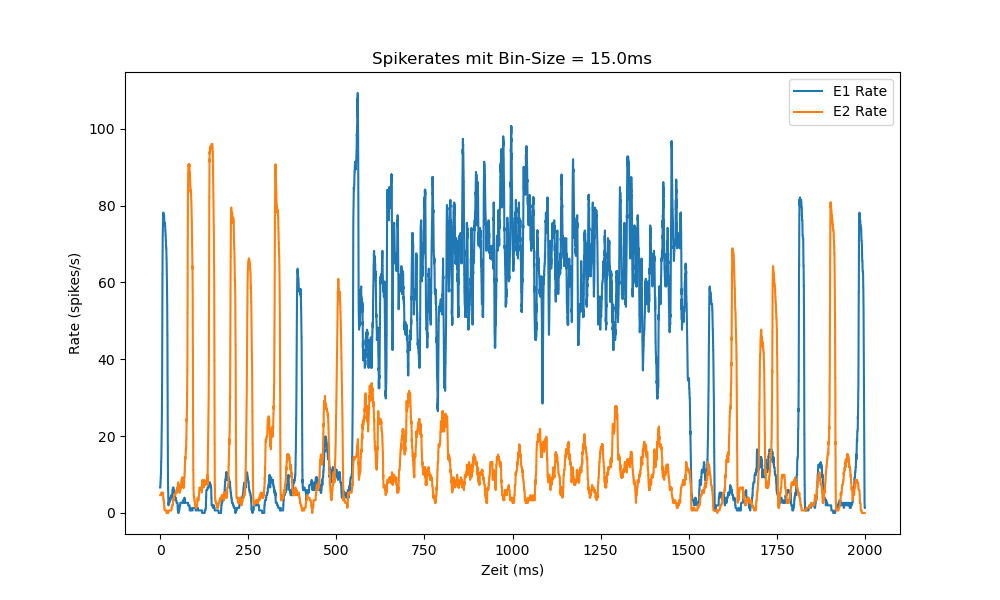 Spikerates mit Bin-Size = 15.0ms
E1 Rate
E2 Rate
Rate (spikes/s)
100
80
60
40
20
0
0 250 500 750 1000 1250 1500 1750 2000
Zeit (ms)